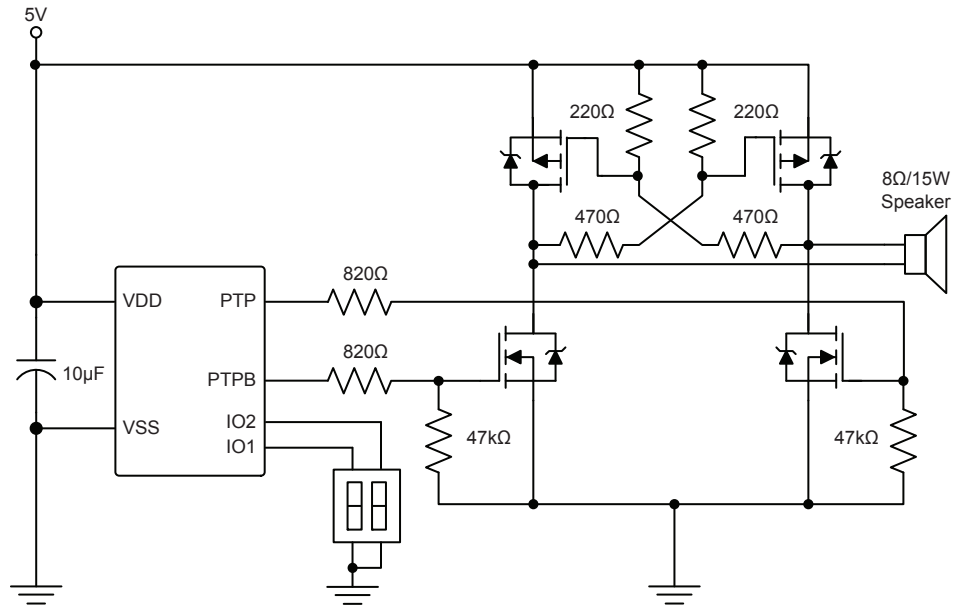 5V
220Ω
220Ω
8Ω/15W
Speaker
470Ω
470Ω
820Ω
VDD
PTP
820Ω
10µF
PTPB
VSS
IO2
IO1
47kΩ
47kΩ